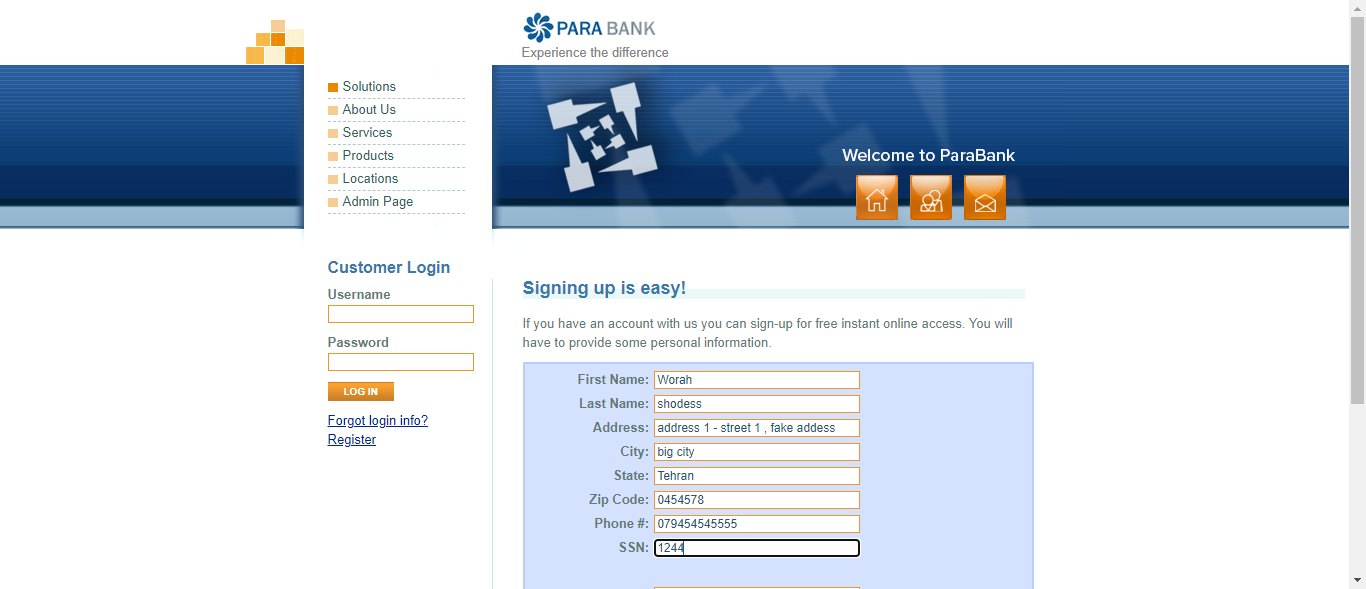 PARA BANK
Experience the difference
Solutions
About Us
Services
Products
Locations
Admin Page
Welcome to ParaBank
Customer Login
Username
Password
LOG IN
Forgot login info?
Register
Signing up is easy!
If you have an account with us you can sign-up for free instant online access. You will
have to provide some personal information.
First Name: Worah
Last Name: shodess
Address: address 1 - street 1 , fake addess
City: big city
State: Tehran
Zip Code: 0454578
Phone #: 079454545555
SSN: 1244